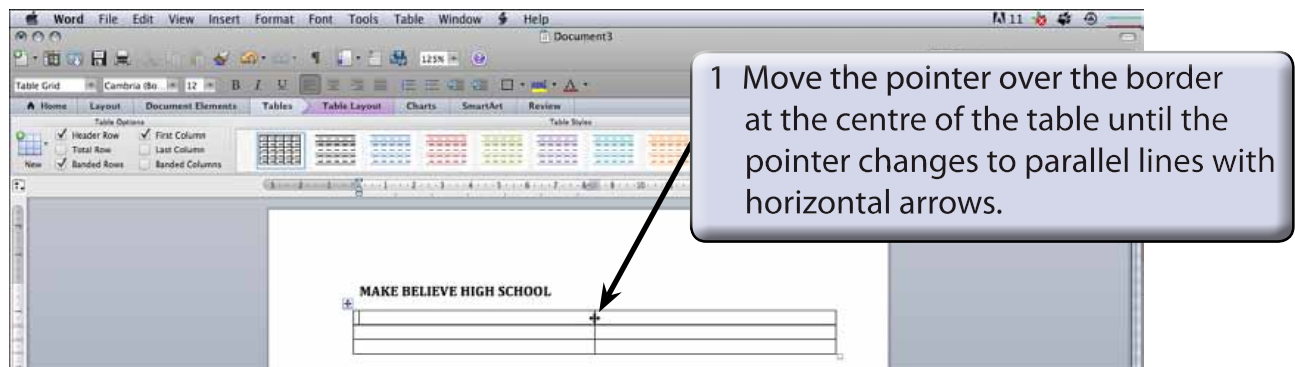 Word File Edit View Insert Format Font Tools Table Window Help
11
Document3
125%
Table Grid Cambria (Bo... 12 B I U A
Home Layout Document Elements Tables Table Layout Charts SmartArt Review
Table Options Table Styles
New
Header Row First Column
Total Row Last Column
Banded Rows Banded Columns
1 Move the pointer over the border
at the centre of the table until the
pointer changes to parallel lines with
horizontal arrows.
MAKE BELIEVE HIGH SCHOOL